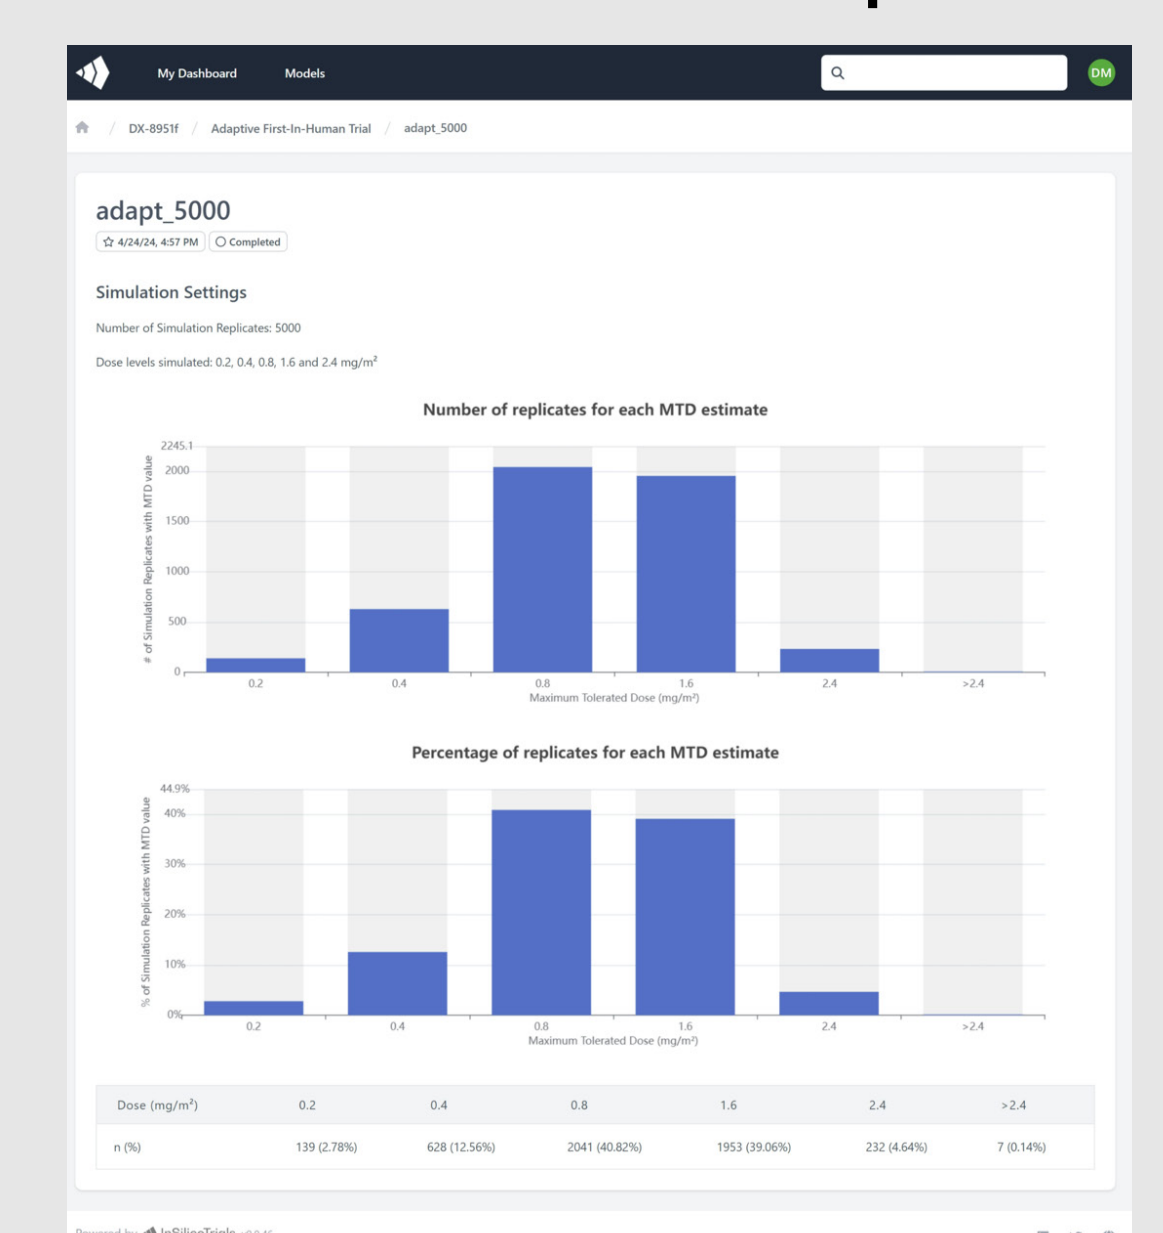 My Dashboard Models DM
/ DX-8951f / Adaptive First-In-Human Trial / adapt_5000
adapt_5000
4/24/24, 4:57 PM Completed
Simulation Settings
Number of Simulation Replicates: 5000
Dose levels simulated: 0.2, 0.4, 0.8, 1.6 and 2.4 mg/m²
Number of replicates for each MTD estimate
# of Simulation Replicates with MTD value
2245.1
2000
1500
1000
500
0
0.2 0.4 0.8 1.6 2.4 >2.4
Maximum Tolerated Dose (mg/m²)
Percentage of replicates for each MTD estimate
% of Simulation Replicates with MTD value
44.9%
40%
30%
20%
10%
0%
0.2 0.4 0.8 1.6 2.4 >2.4
Maximum Tolerated Dose (mg/m²)
Dose (mg/m²) 0.2 0.4 0.8 1.6 2.4 >2.4
n (%) 139 (2.78%) 628 (12.56%) 2041 (40.82%) 1953 (39.06%) 232 (4.64%) 7 (0.14%)
Powered by InSilicoTrials